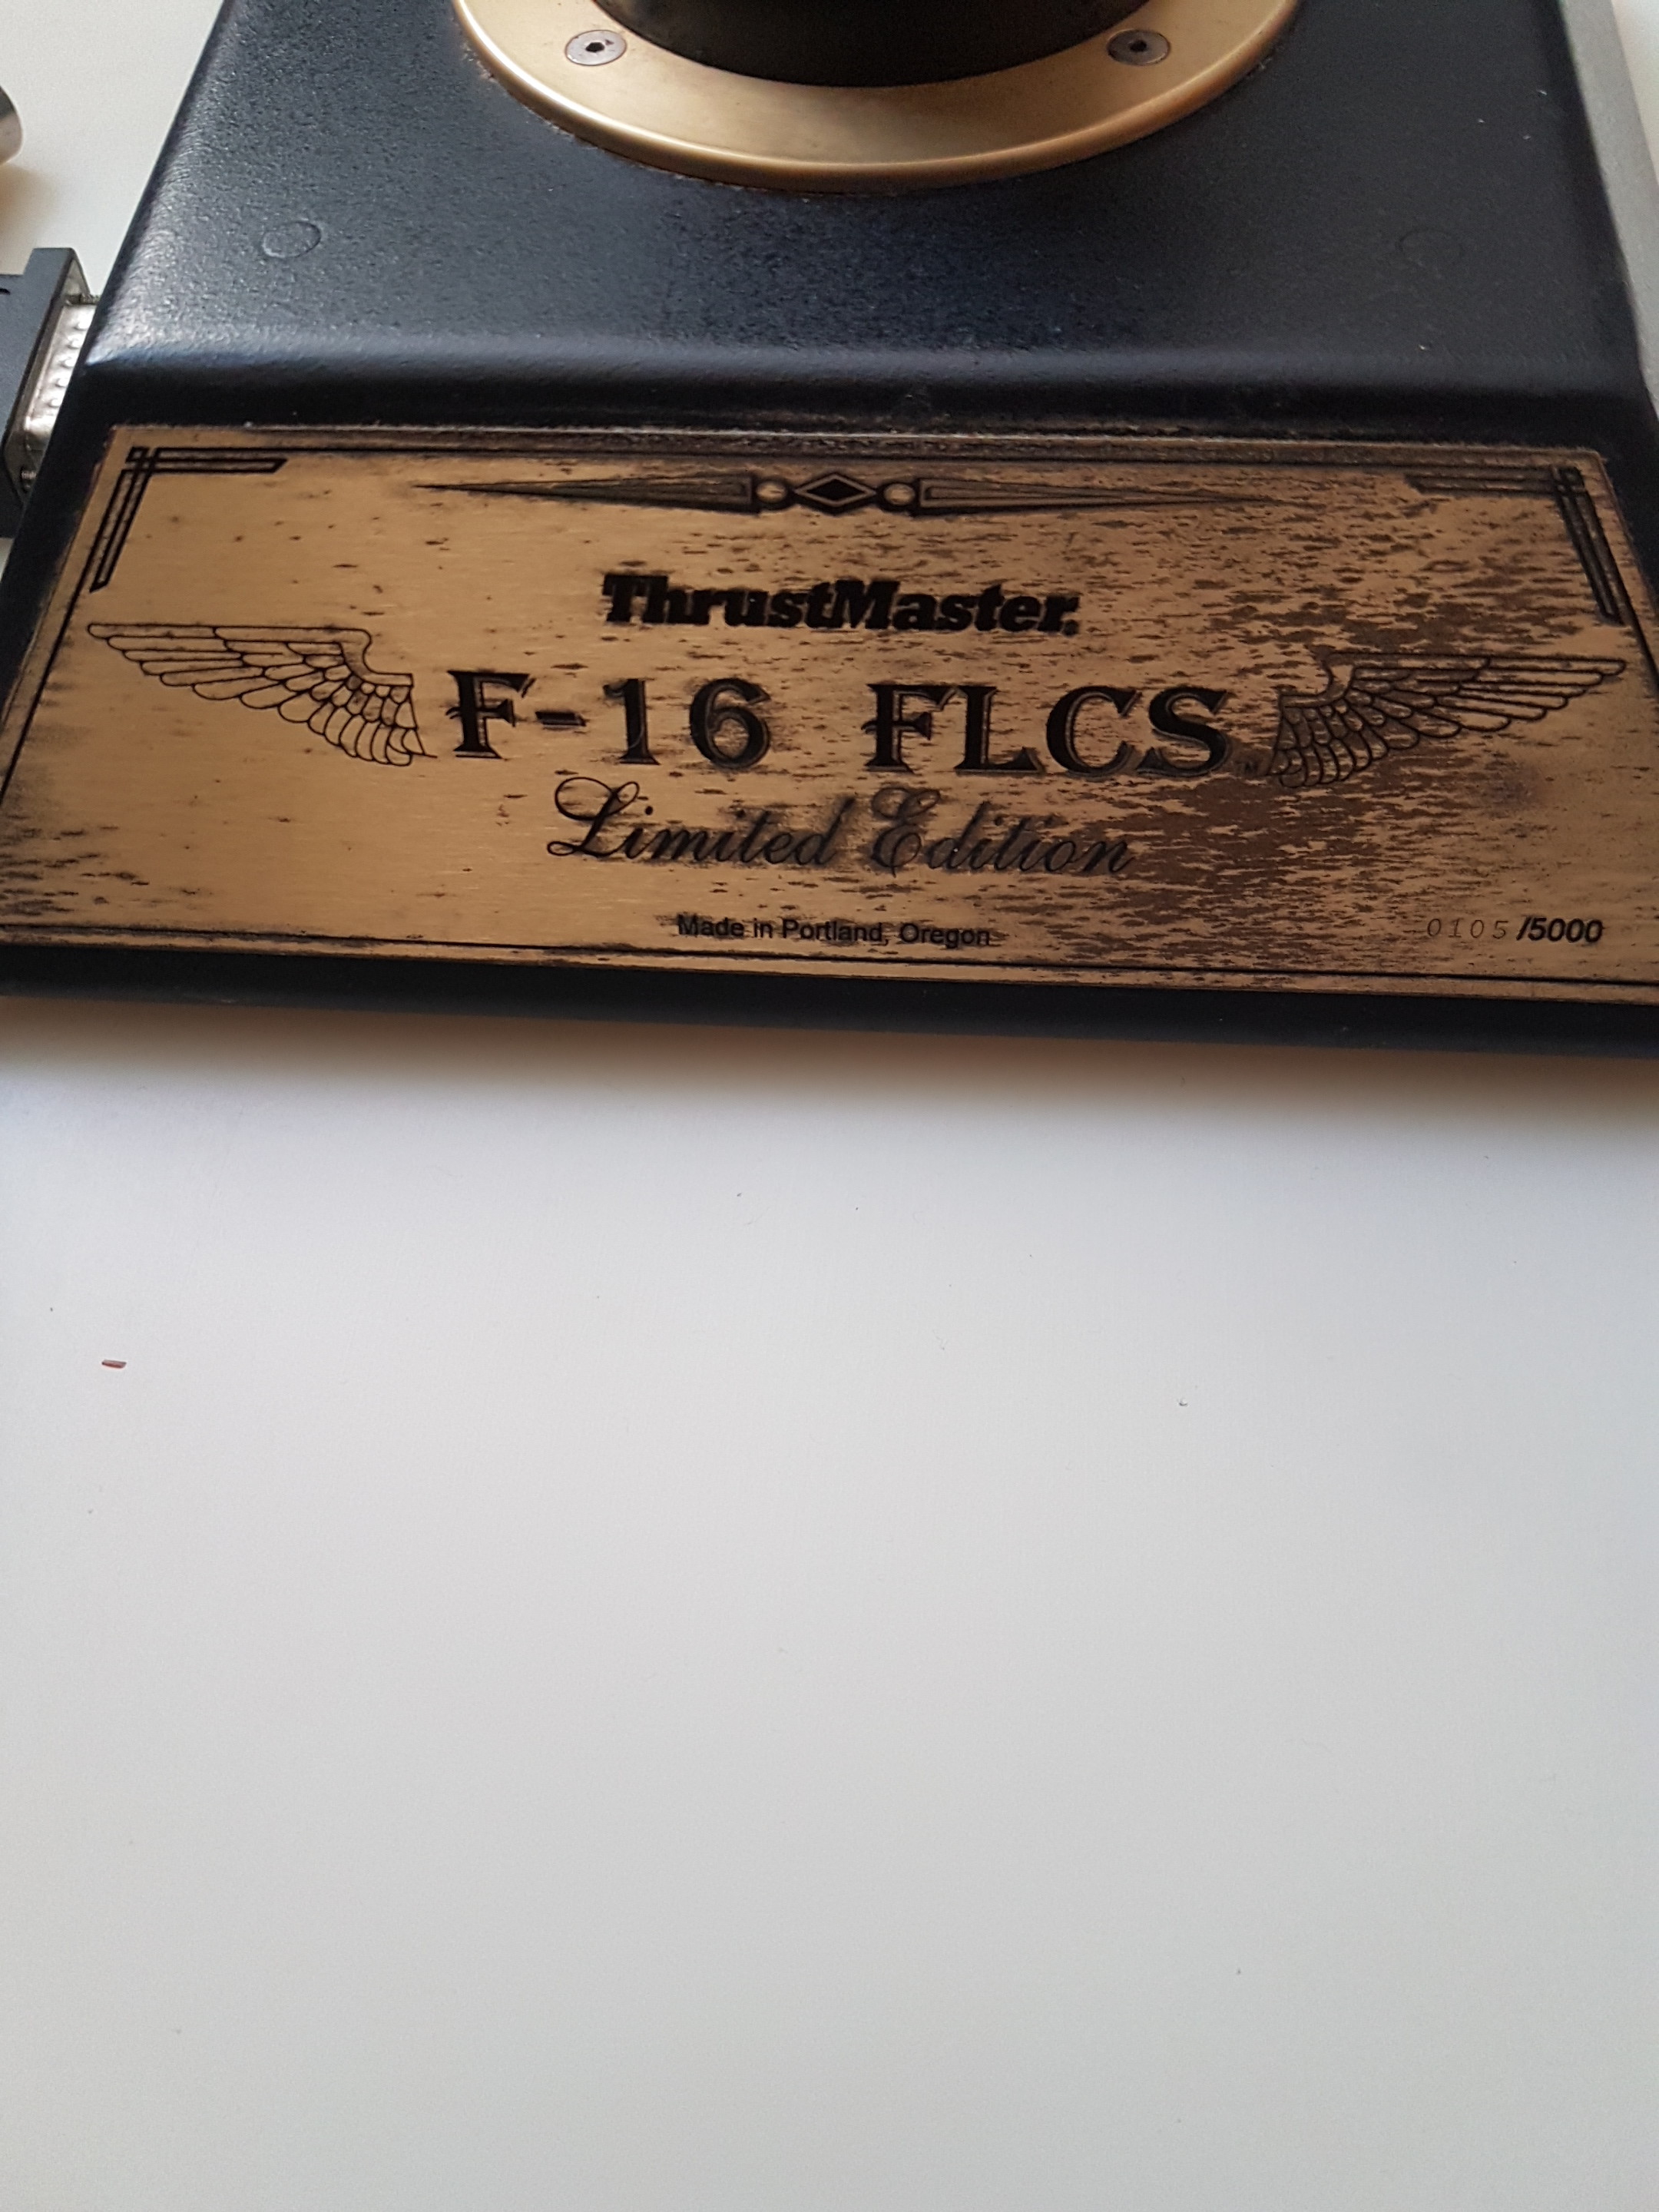 ThrustMaster.
F-16 FLCS
Limited Edition
Made in Portland, Oregon
0105 /5000